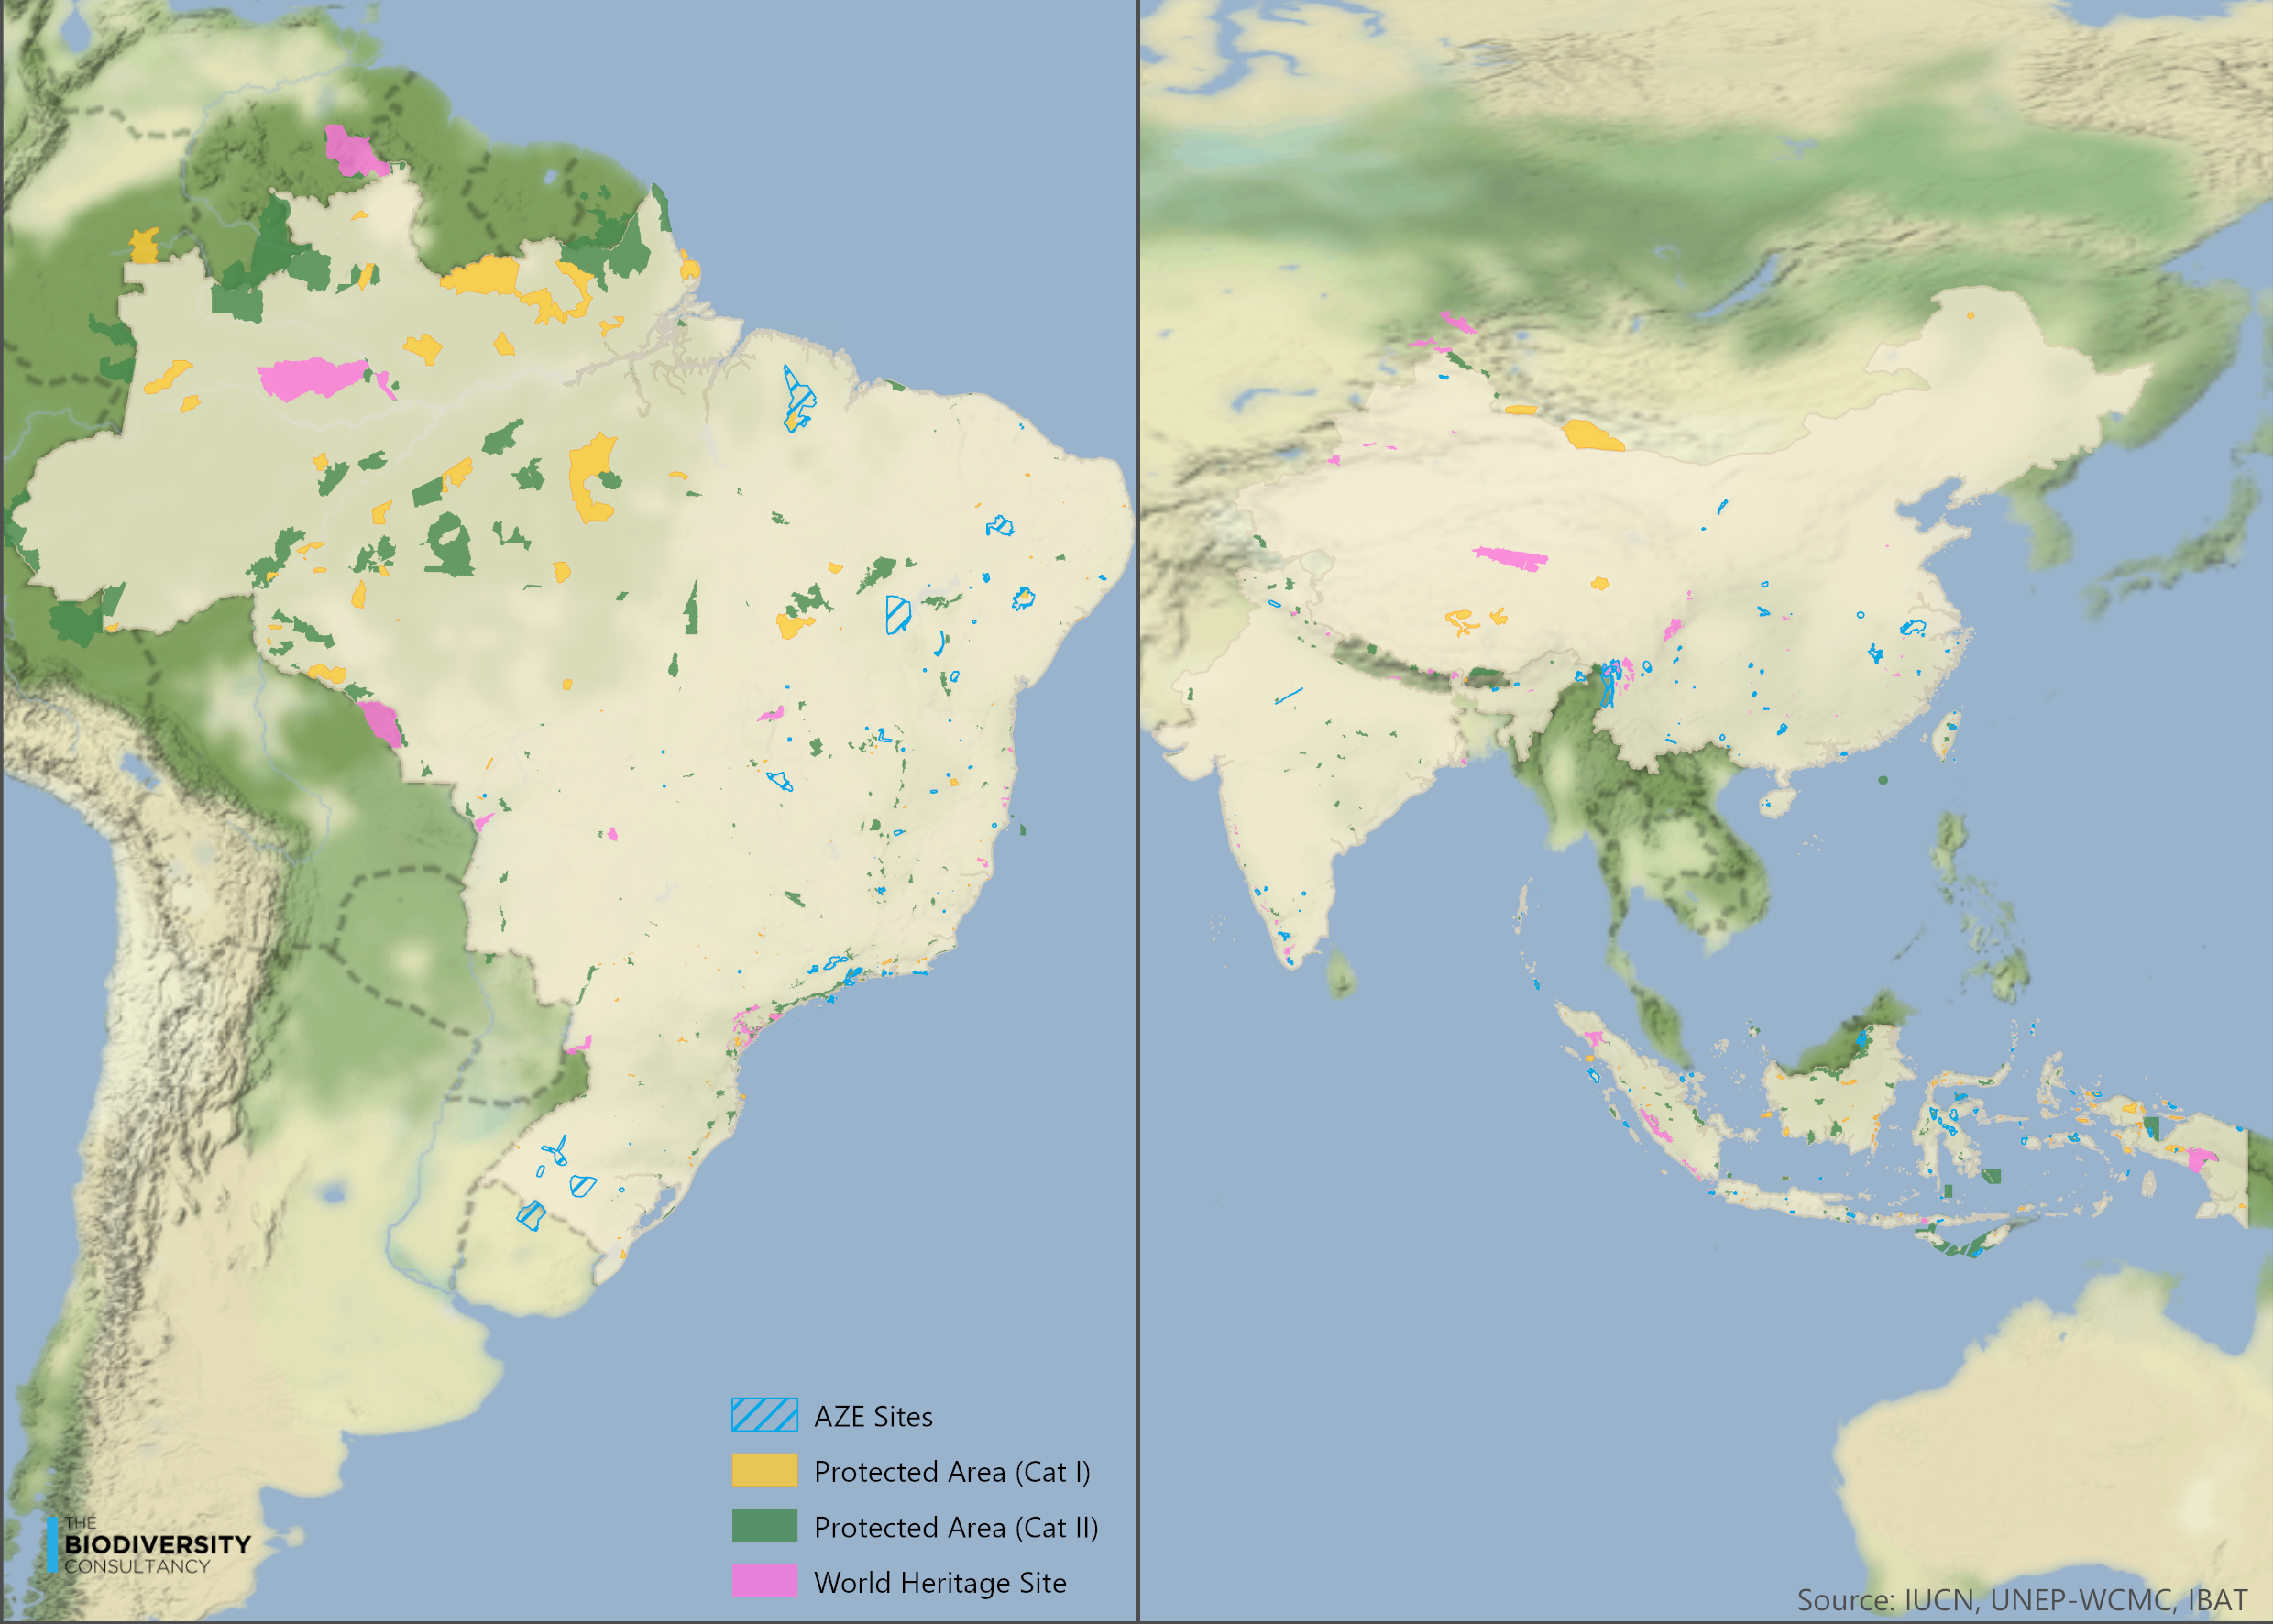 AZE Sites
Protected Area (Cat I)
Protected Area (Cat II)
World Heritage Site
THE
BIODIVERSITY
CONSULTANCY
Source: IUCN, UNEP-WCMC, IBAT